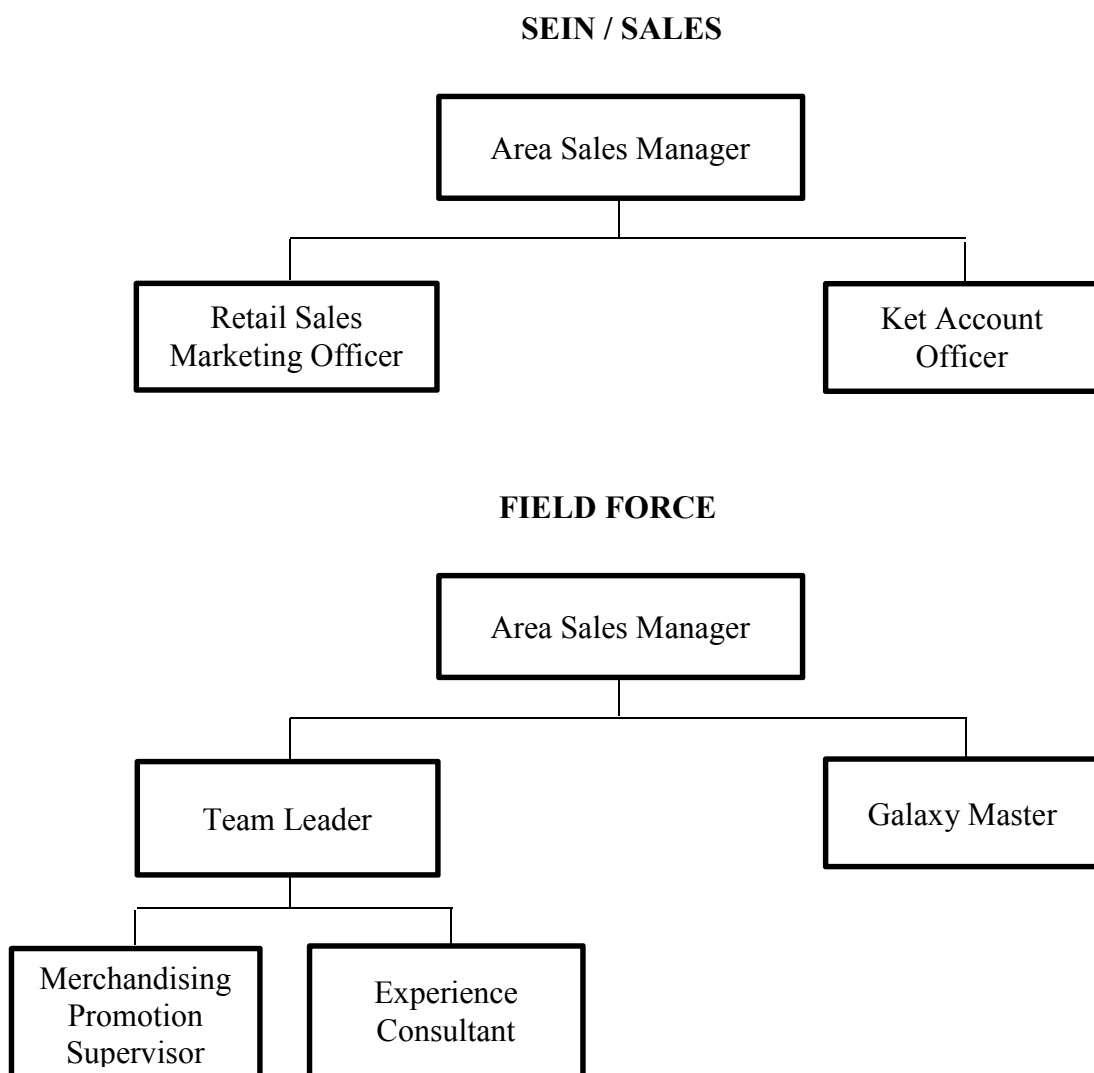 SEIN / SALES
Area Sales Manager
Retail Sales
Marketing Officer
Ket Account
Officer
FIELD FORCE
Area Sales Manager
Team Leader
Galaxy Master
Merchandising
Promotion
Supervisor
Experience
Consultant